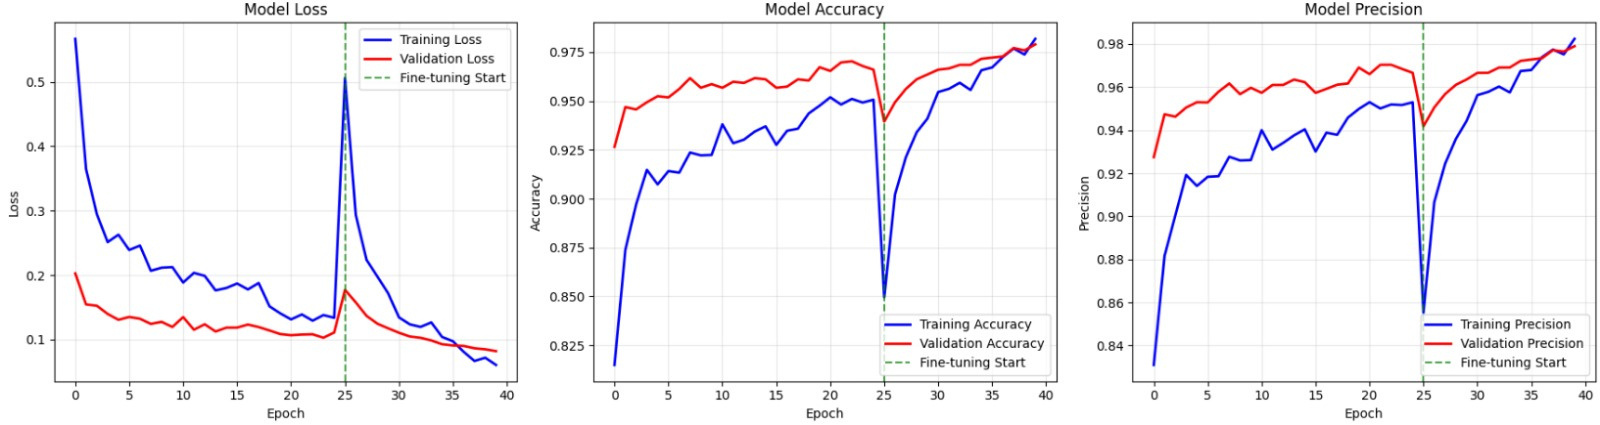 Model Loss
Training Loss
Validation Loss
Fine-tuning Start
0.5
0.4
0.3
0.2
0.1
Loss
0 5 10 15 20 25 30 35 40
Epoch
Model Accuracy
0.975
0.950
0.925
0.900
0.875
0.850
0.825
Accuracy
Training Accuracy
Validation Accuracy
Fine-tuning Start
0 5 10 15 20 25 30 35 40
Epoch
Model Precision
0.98
0.96
0.94
0.92
0.90
0.88
0.86
0.84
Precision
Training Precision
Validation Precision
Fine-tuning Start
0 5 10 15 20 25 30 35 40
Epoch